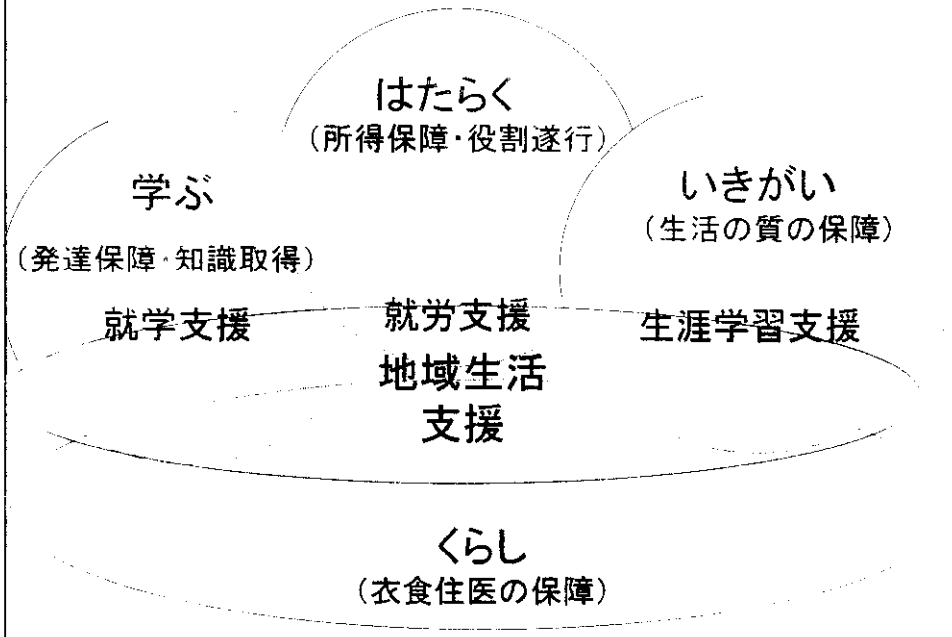 はたらく
(所得保障・役割遂行)
学ぶ
(発達保障・知識取得)
いきがい
(生活の質の保障)
就学支援
就労支援
生涯学習支援
地域生活
支援
くらし
(衣食住医の保障)